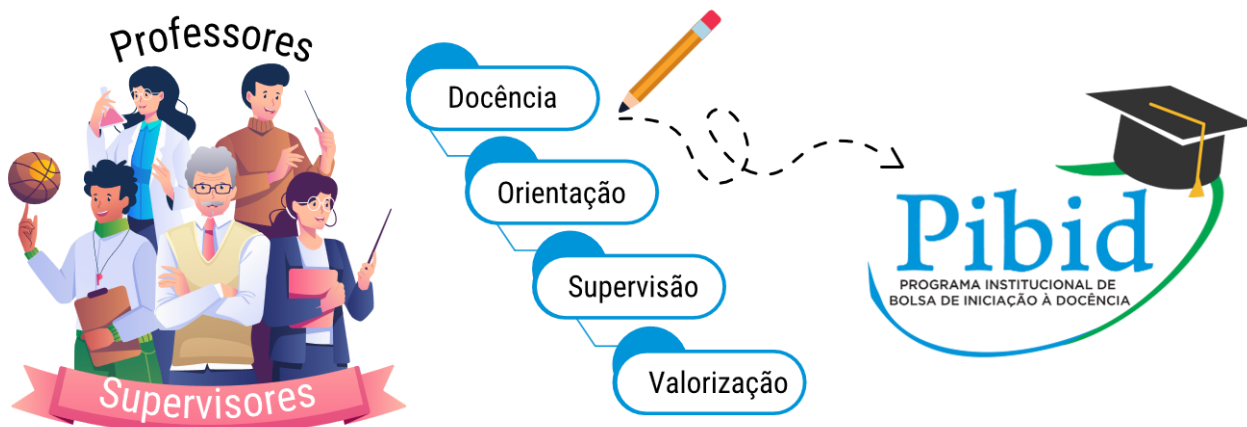 Professores
Supervisores
Docência
Orientação
Supervisão
Valorização
Pibid
PROGRAMA INSTITUCIONAL DE
BOLSA DE INICIAÇÃO À DOCÊNCIA